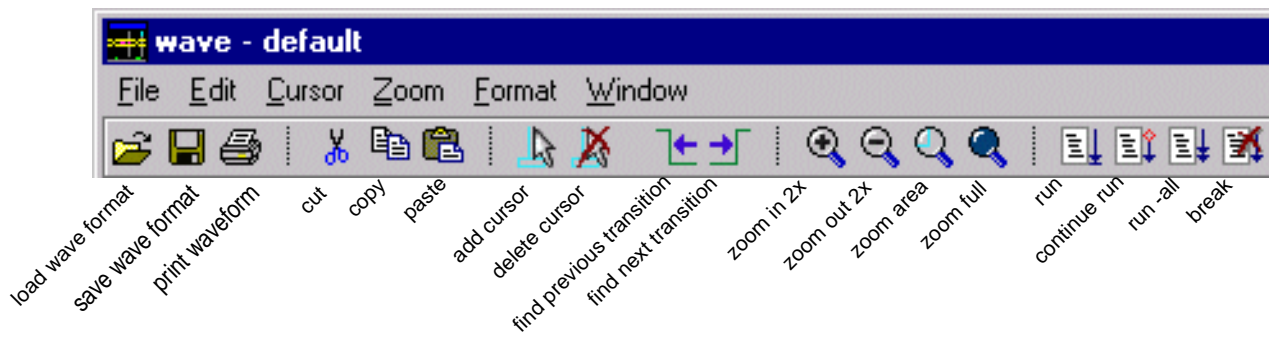 wave - default
File Edit Cursor Zoom Format Window
load wave format
save wave format
print waveform
cut
copy
paste
add cursor
delete cursor
find previous transition
find next transition
zoom in 2x
zoom out 2x
zoom area
zoom full
run
continue run
run -all
break